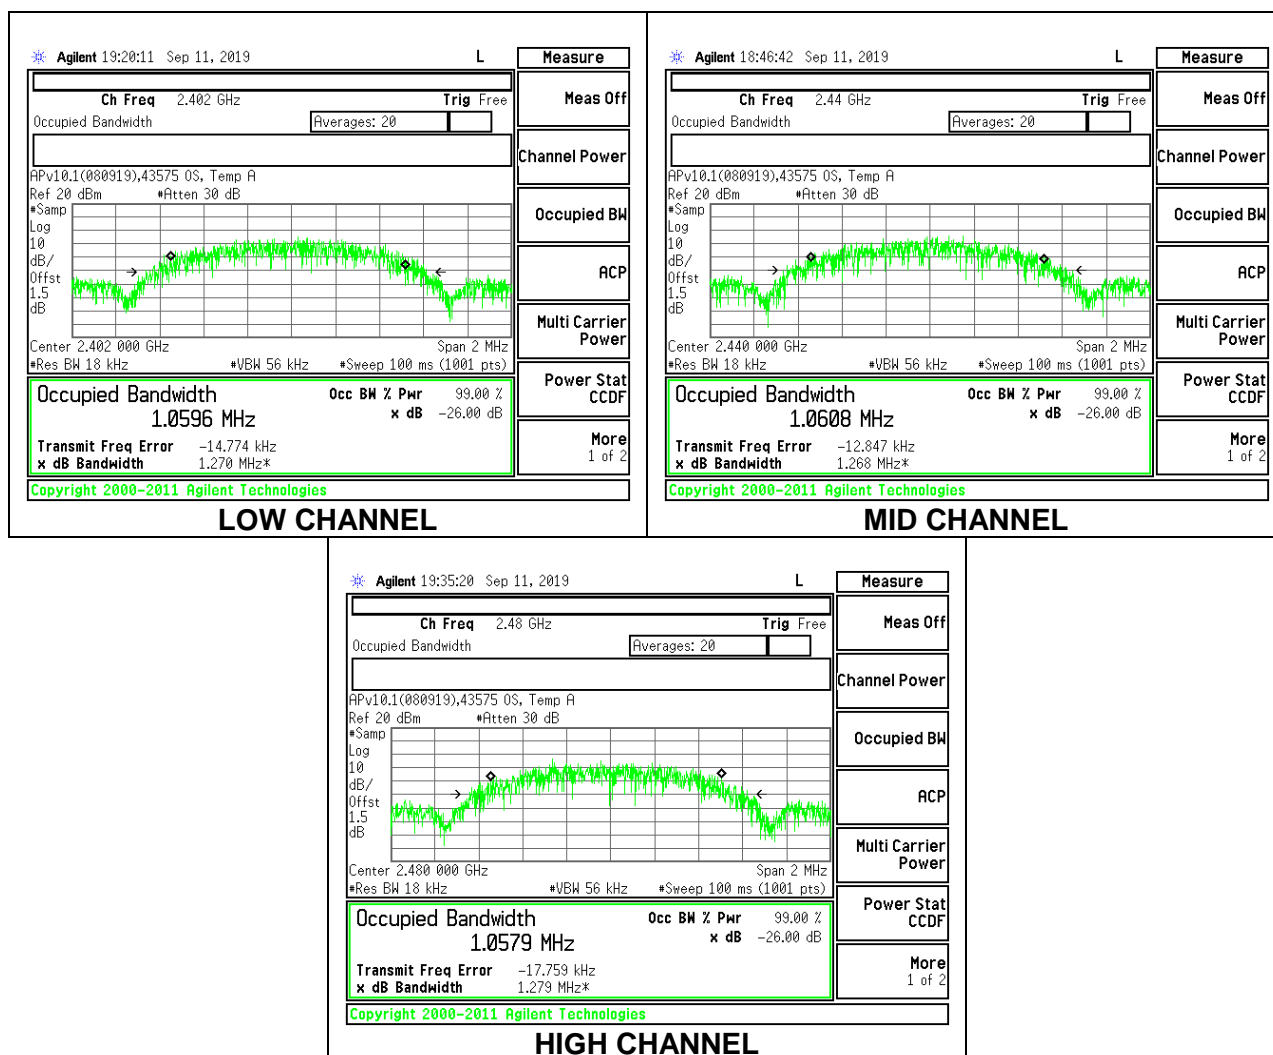 Agilent 19:20:11 Sep 11, 2019 L
Measure
Ch Freq 2.402 GHz Trig Free
Occupied Bandwidth Averages: 20
APv10.1(080919),43575 OS, Temp A
Ref 20 dBm #Atten 30 dB
#Samp
Log
10
dB/
Offst
1.5
dB
Center 2.402 000 GHz Span 2 MHz
#Res BW 18 kHz #VBW 56 kHz #Sweep 100 ms (1001 pts)
Occupied Bandwidth Occ BW % Pwr 99.00 %
1.0596 MHz x dB -26.00 dB
Transmit Freq Error -14.774 kHz
x dB Bandwidth 1.270 MHz*
Copyright 2000-2011 Agilent Technologies
Meas Off
Channel Power
Occupied BW
ACP
Multi Carrier
Power
Power Stat
CCDF
More
1 of 2
LOW CHANNEL
Agilent 18:46:42 Sep 11, 2019 L
Measure
Ch Freq 2.44 GHz Trig Free
Occupied Bandwidth Averages: 20
APv10.1(080919),43575 OS, Temp A
Ref 20 dBm #Atten 30 dB
#Samp
Log
10
dB/
Offst
1.5
dB
Center 2.440 000 GHz Span 2 MHz
#Res BW 18 kHz #VBW 56 kHz #Sweep 100 ms (1001 pts)
Occupied Bandwidth Occ BW % Pwr 99.00 %
1.0608 MHz x dB -26.00 dB
Transmit Freq Error -12.847 kHz
x dB Bandwidth 1.268 MHz*
Copyright 2000-2011 Agilent Technologies
Meas Off
Channel Power
Occupied BW
ACP
Multi Carrier
Power
Power Stat
CCDF
More
1 of 2
MID CHANNEL
Agilent 19:35:20 Sep 11, 2019 L
Measure
Ch Freq 2.48 GHz Trig Free
Occupied Bandwidth Averages: 20
APv10.1(080919),43575 OS, Temp A
Ref 20 dBm #Atten 30 dB
#Samp
Log
10
dB/
Offst
1.5
dB
Center 2.480 000 GHz Span 2 MHz
#Res BW 18 kHz #VBW 56 kHz #Sweep 100 ms (1001 pts)
Occupied Bandwidth Occ BW % Pwr 99.00 %
1.0579 MHz x dB -26.00 dB
Transmit Freq Error -17.759 kHz
x dB Bandwidth 1.279 MHz*
Copyright 2000-2011 Agilent Technologies
Meas Off
Channel Power
Occupied BW
ACP
Multi Carrier
Power
Power Stat
CCDF
More
1 of 2
HIGH CHANNEL